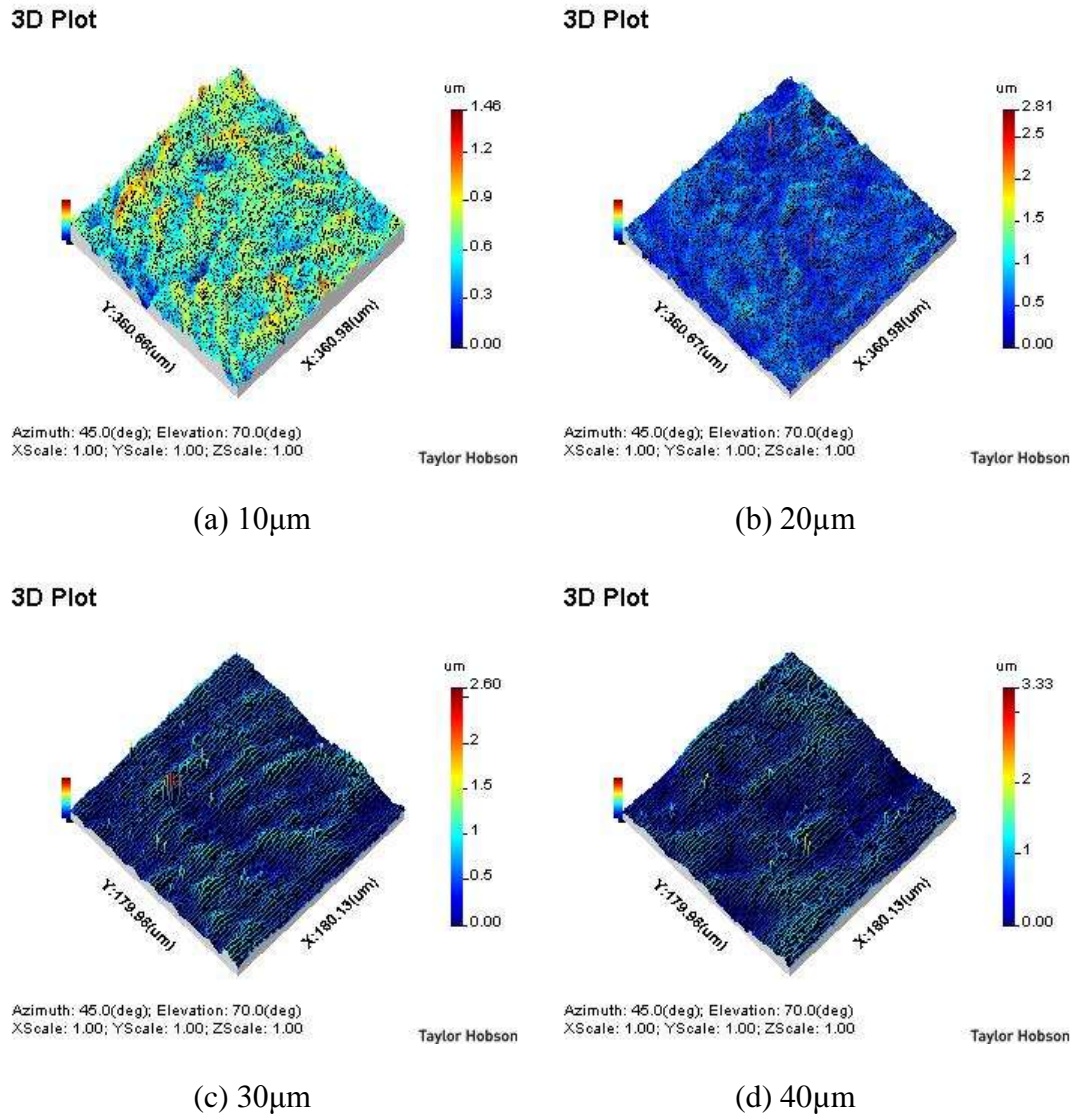 3D Plot
um
1.46
1.2
0.9
0.6
0.3
0.00
Y:360.66(um)
X:360.98(um)
Azimuth: 45.0(deg); Elevation: 70.0(deg)
XScale: 1.00; YScale: 1.00; ZScale: 1.00
Taylor Hobson
(a) 10μm
3D Plot
um
2.81
2.5
2
1.5
1
0.5
0.00
Y:360.67(um)
X:360.98(um)
Azimuth: 45.0(deg); Elevation: 70.0(deg)
XScale: 1.00; YScale: 1.00; ZScale: 1.00
Taylor Hobson
(b) 20μm
3D Plot
um
2.60
2
1.5
1
0.5
0.00
Y:179.96(um)
X:180.13(um)
Azimuth: 45.0(deg); Elevation: 70.0(deg)
XScale: 1.00; YScale: 1.00; ZScale: 1.00
Taylor Hobson
(c) 30μm
3D Plot
um
3.33
2
1
0.00
Y:179.96(um)
X:180.13(um)
Azimuth: 45.0(deg); Elevation: 70.0(deg)
XScale: 1.00; YScale: 1.00; ZScale: 1.00
Taylor Hobson
(d) 40μm